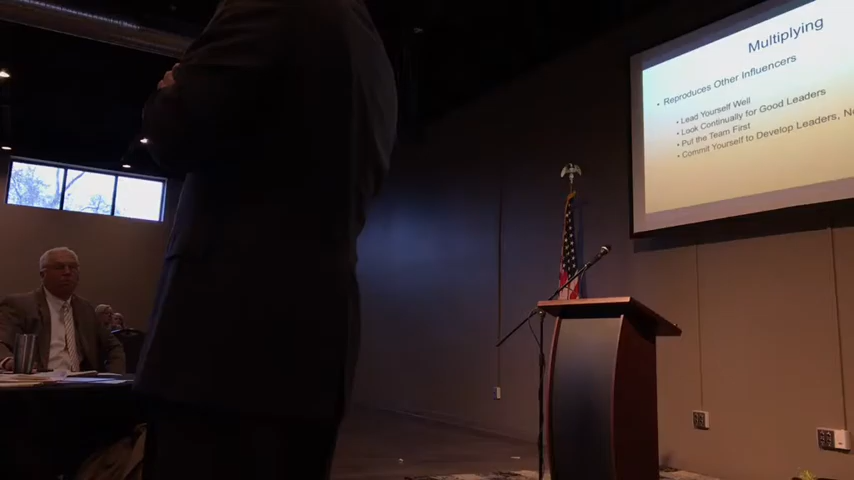 Multiplying
• Reproduces Other Influencers
• Lead Yourself Well
• Look Continually for Good Leaders
• Put the Team First
• Commit Yourself to Develop Leaders,